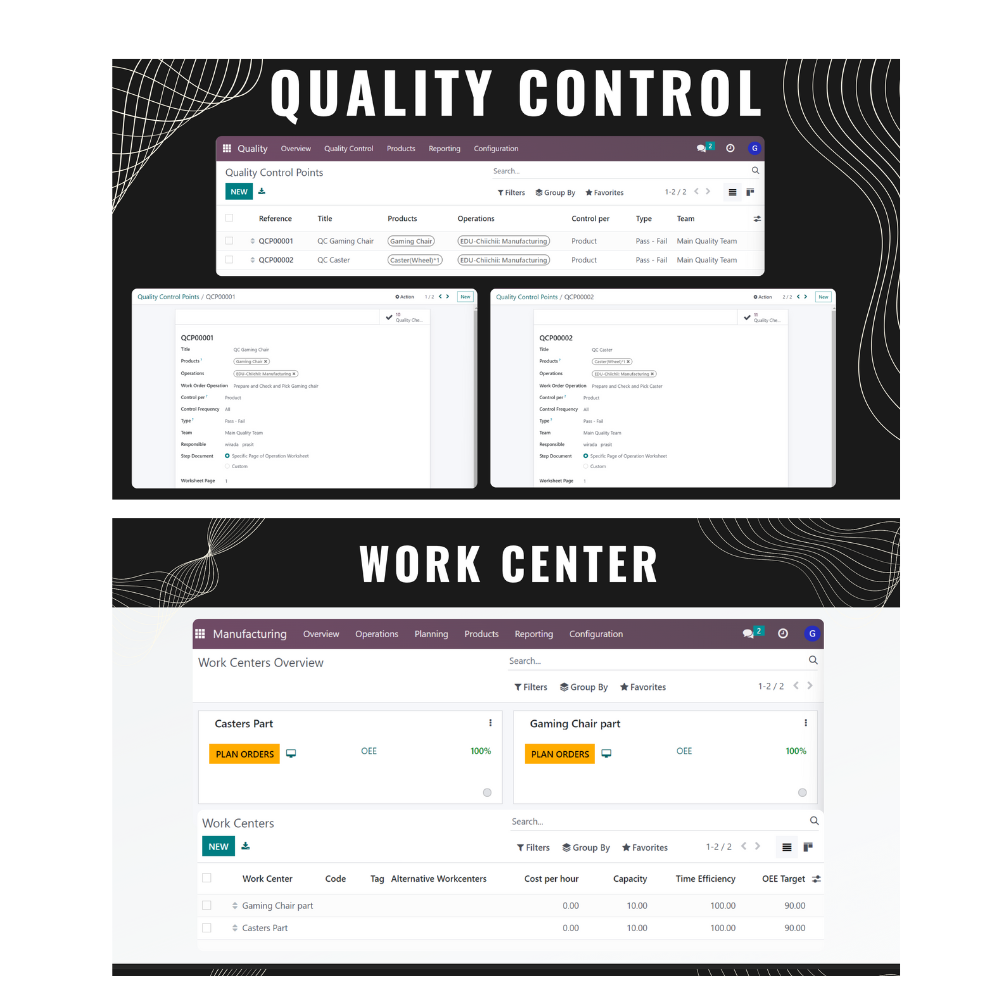 QUALITY CONTROL
Quality Overview Quality Control Products Reporting Configuration 2 G
Quality Control Points Search...
NEW Filters Group By Favorites 1-2 / 2
Reference Title Products Operations Control per Type Team
QCP00001 QC Gaming Chair Gaming Chair EDU-Chiichii: Manufacturing Product Pass - Fail Main Quality Team
QCP00002 QC Caster Caster(Wheel)*1 EDU-Chiichii: Manufacturing Product Pass - Fail Main Quality Team
Quality Control Points / QCP00001 Action 1 / 2 New
Quality Che...
QCP00001
Title QC Gaming Chair
Products ? Gaming Chair ×
Operations EDU-Chiichii: Manufacturing ×
Work Order Operation Prepare and Check and Pick Gaming chair
Control per ? Product
Control Frequency All
Type ? Pass - Fail
Team Main Quality Team
Responsible
Step Document Specific Page of Operation Worksheet
Custom
Worksheet Page 1
Quality Control Points / QCP00002 Action 2 / 2 New
Quality Che...
QCP00002
Title QC Caster
Products ? Caster(Wheel)*1 ×
Operations EDU-Chiichii: Manufacturing ×
Work Order Operation Prepare and Check and Pick Caster
Control per ? Product
Control Frequency All
Type ? Pass - Fail
Team Main Quality Team
Responsible
Step Document Specific Page of Operation Worksheet
Custom
Worksheet Page
WORK CENTER
Manufacturing Overview Operations Planning Products Reporting Configuration 2 G
Work Centers Overview Search...
Filters Group By Favorites 1-2 / 2
Casters Part
PLAN ORDERS OEE 100%
Gaming Chair part
PLAN ORDERS OEE 100%
Work Centers Search...
NEW Filters Group By Favorites 1-2 / 2
Work Center Code Tag Alternative Workcenters Cost per hour Capacity Time Efficiency OEE Target
Gaming Chair part 0.00 10.00 100.00 90.00
Casters Part 0.00 10.00 100.00 90.00